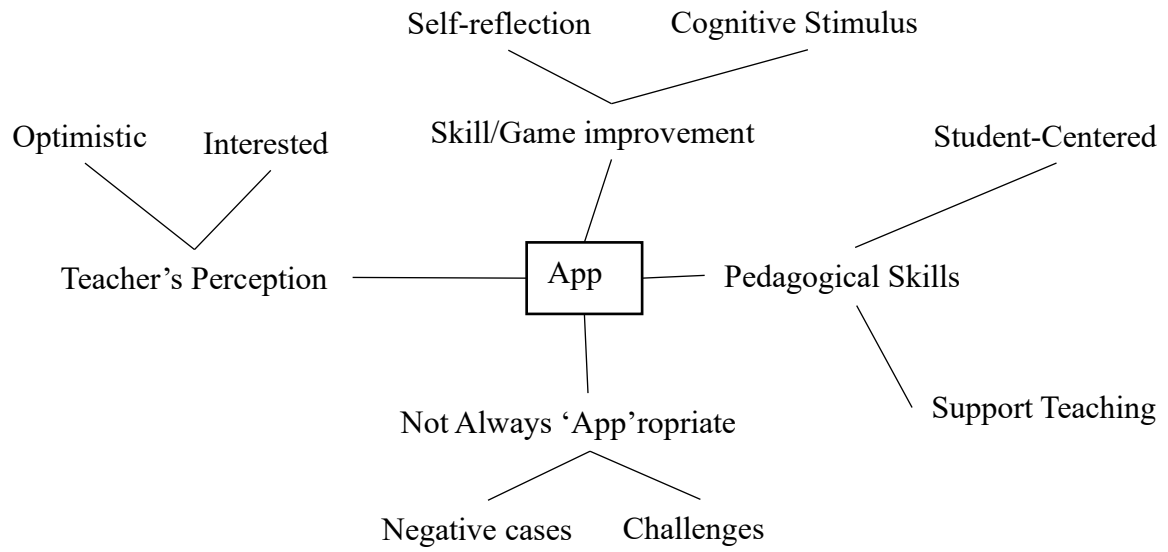 Self-reflection
Cognitive Stimulus
Optimistic
Interested
Skill/Game improvement
Student-Centered
Teacher’s Perception
App
Pedagogical Skills
Not Always ‘App’ropriate
Support Teaching
Negative cases
Challenges